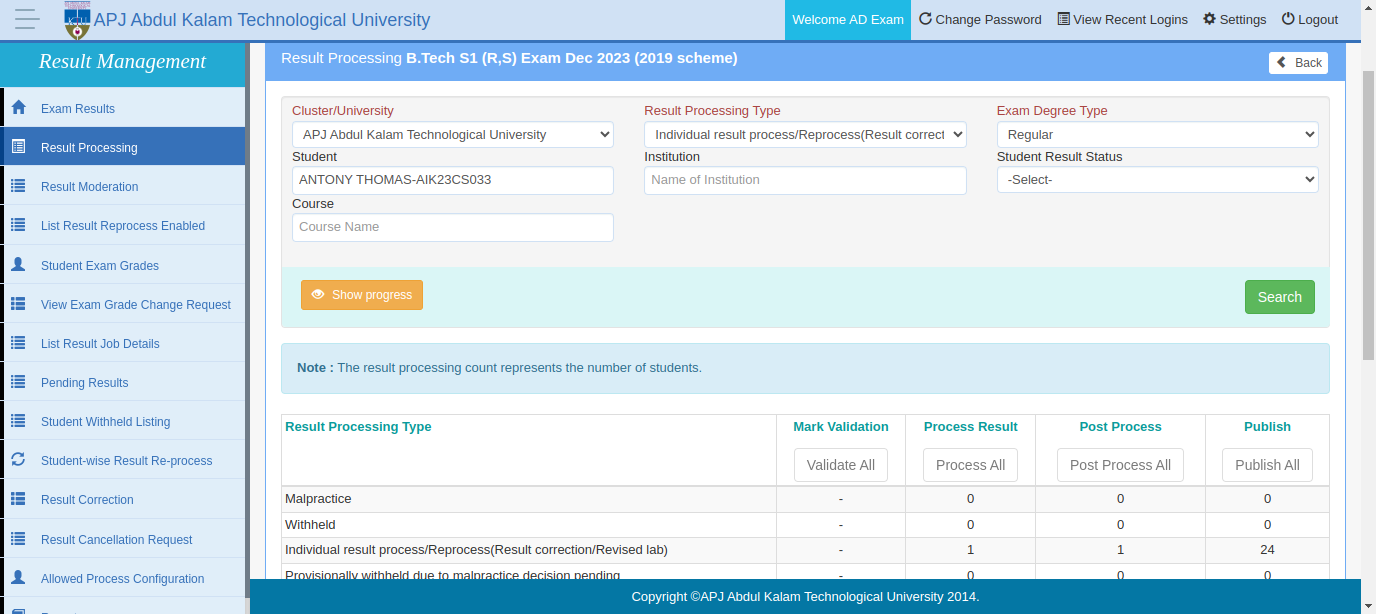 APJ Abdul Kalam Technological University
Welcome AD Exam
Change Password
View Recent Logins
Settings
Logout
Result Management
Exam Results
Result Processing
Result Moderation
List Result Reprocess Enabled
Student Exam Grades
View Exam Grade Change Request
List Result Job Details
Pending Results
Student Withheld Listing
Student-wise Result Re-process
Result Correction
Result Cancellation Request
Allowed Process Configuration
Result Processing B.Tech S1 (R,S) Exam Dec 2023 (2019 scheme)
Back
Cluster/University
Result Processing Type
Exam Degree Type
APJ Abdul Kalam Technological University
Individual result process/Reprocess(Result correct
Regular
Student
Institution
Student Result Status
ANTONY THOMAS-AIK23CS033
Name of Institution
-Select-
Course
Course Name
Show progress
Search
Note : The result processing count represents the number of students.
Result Processing Type
Mark Validation
Process Result
Post Process
Publish
Validate All
Process All
Post Process All
Publish All
Malpractice - 0 0 0
Withheld - 0 0 0
Individual result process/Reprocess(Result correction/Revised lab) - 1 1 24
Provisionally withheld due to malpractice decision pending - 0 0 0
Copyright ©APJ Abdul Kalam Technological University 2014.